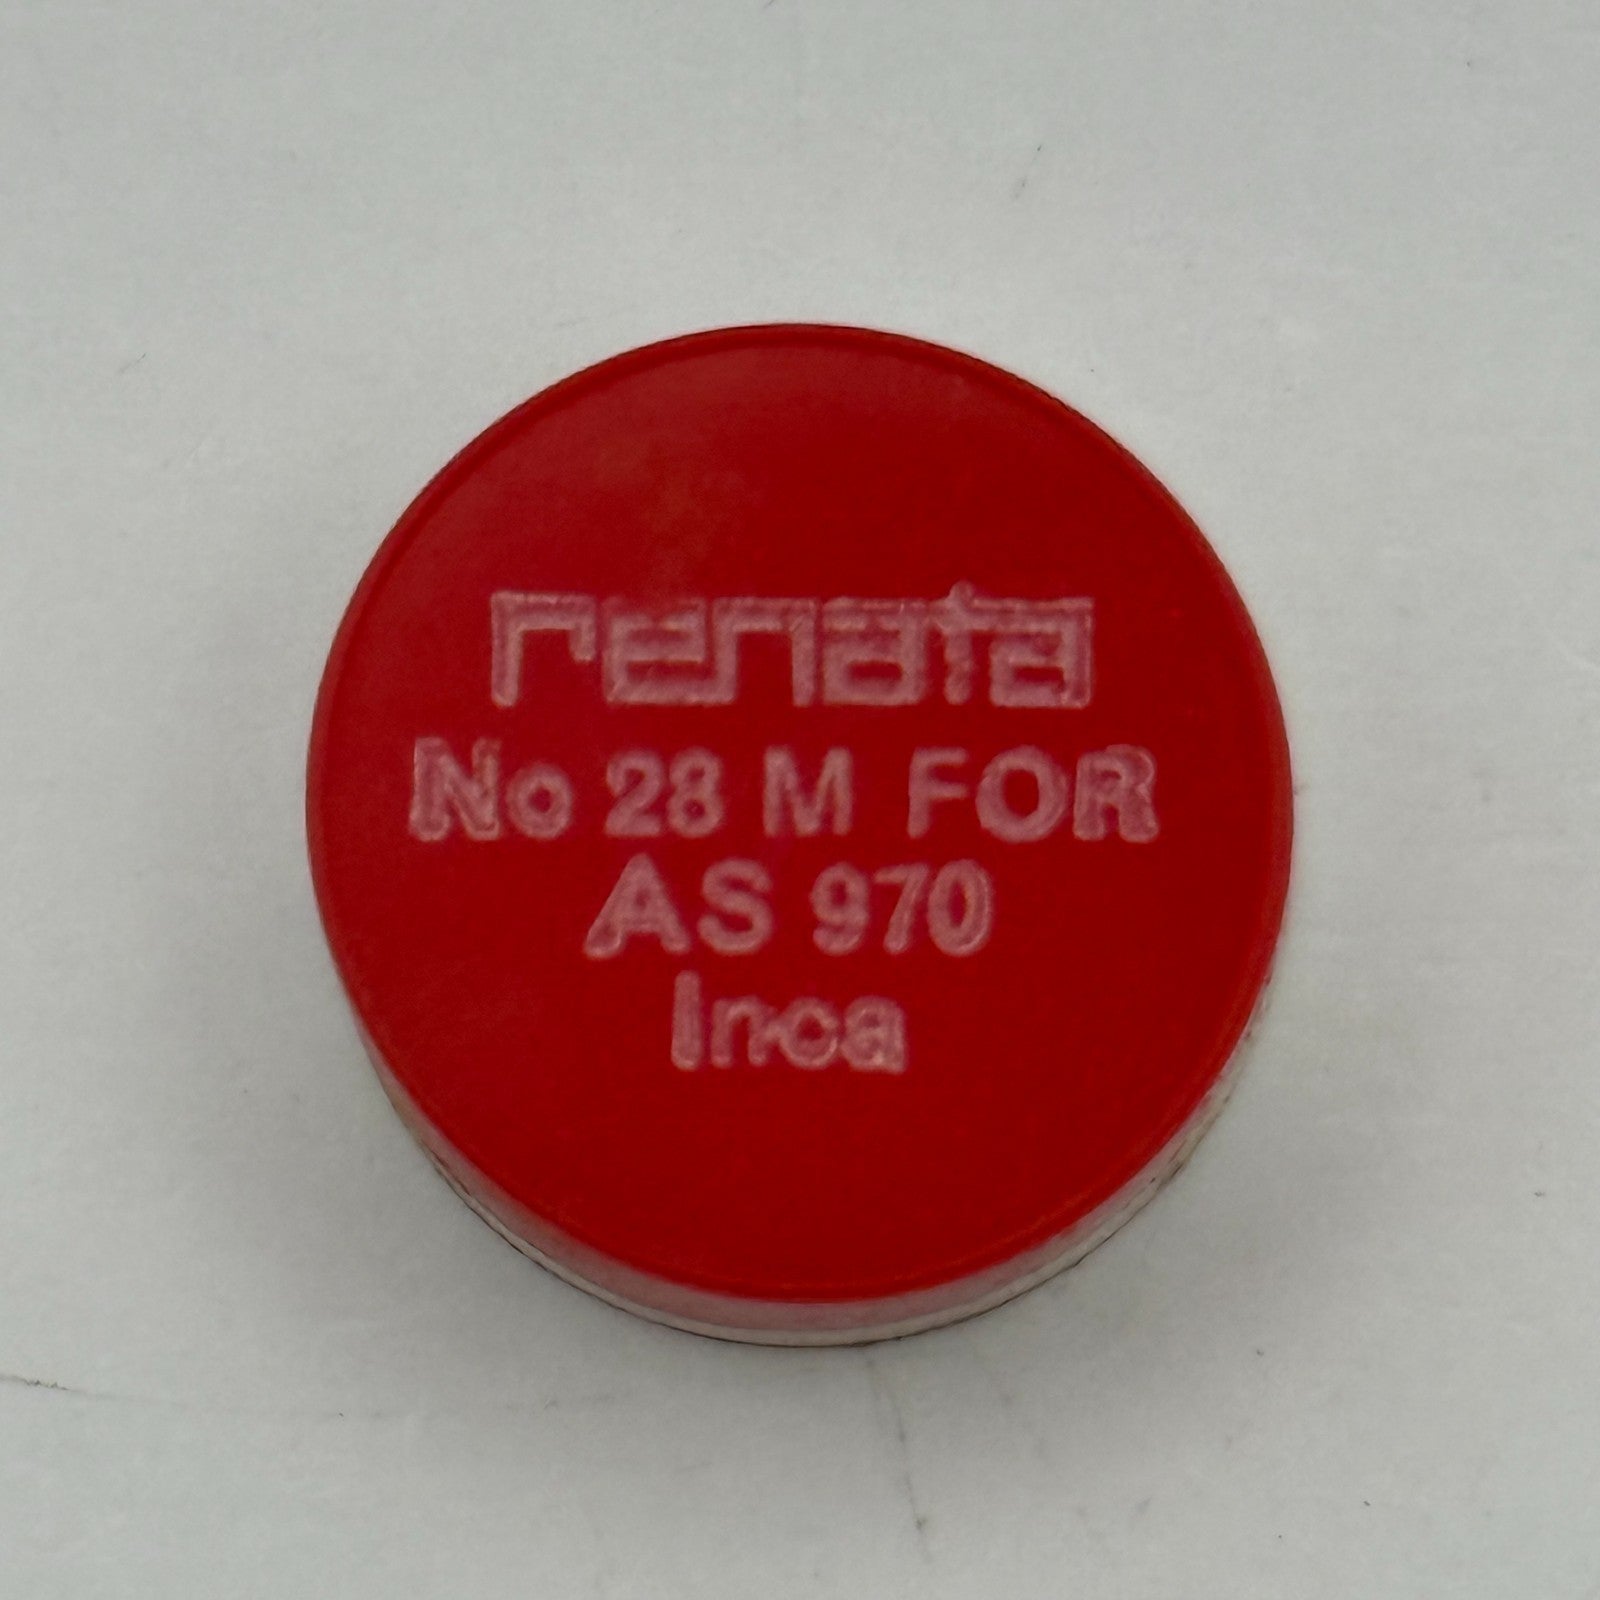 renata
No 28 M FOR
AS 970
Inca